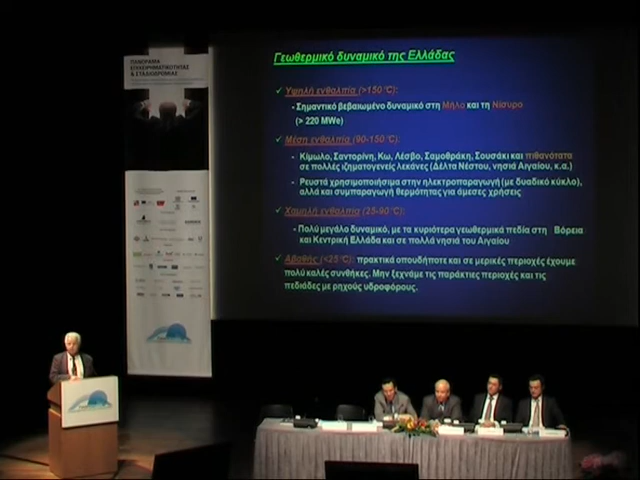 ΠΑΝΟΡΑΜΑ
ΕΠΙΧΕΙΡΗΜΑΤΙΚΟΤΗΤΑΣ
& ΣΤΑΔΙΟΔΡΟΜΙΑΣ
Γεωθερμικό δυναμικό της Ελλάδας
✓ Υψηλή ενθαλπία (>150 °C):
- Σημαντικό βεβαιωμένο δυναμικό στη Μήλο και τη Νίσυρο
(> 220 MWe)
✓ Μέση ενθαλπία (90-150 °C):
- Κίμωλο, Σαντορίνη, Κω, Λέσβο, Σαμοθράκη, Σουσάκι και πιθανότατα
σε πολλές ιζηματογενείς λεκάνες (Δέλτα Νέστου, νησιά Αιγαίου, κ.α.)
- Ρευστά χρησιμοποιήσιμα στην ηλεκτροπαραγωγή (με δυαδικό κύκλο),
αλλά και συμπαραγωγή θερμότητας για άμεσες χρήσεις
✓ Χαμηλή ενθαλπία (25-90 °C):
- Πολύ μεγάλο δυναμικό, με τα κυριότερα γεωθερμικά πεδία στη Βόρεια
και Κεντρική Ελλάδα και σε πολλά νησιά του Αιγαίου
✓ Αβαθής (<25 °C): πρακτικά οπουδήποτε και σε μερικές περιοχές έχουμε
πολύ καλές συνθήκες. Μην ξεχνάμε τις παράκτιες περιοχές και τις
πεδιάδες με ρηχούς υδροφόρους.